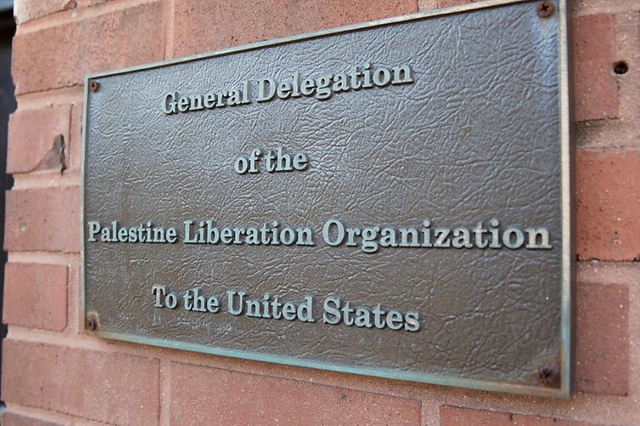 General Delegation
of the
Palestine Liberation Organization
To the United States